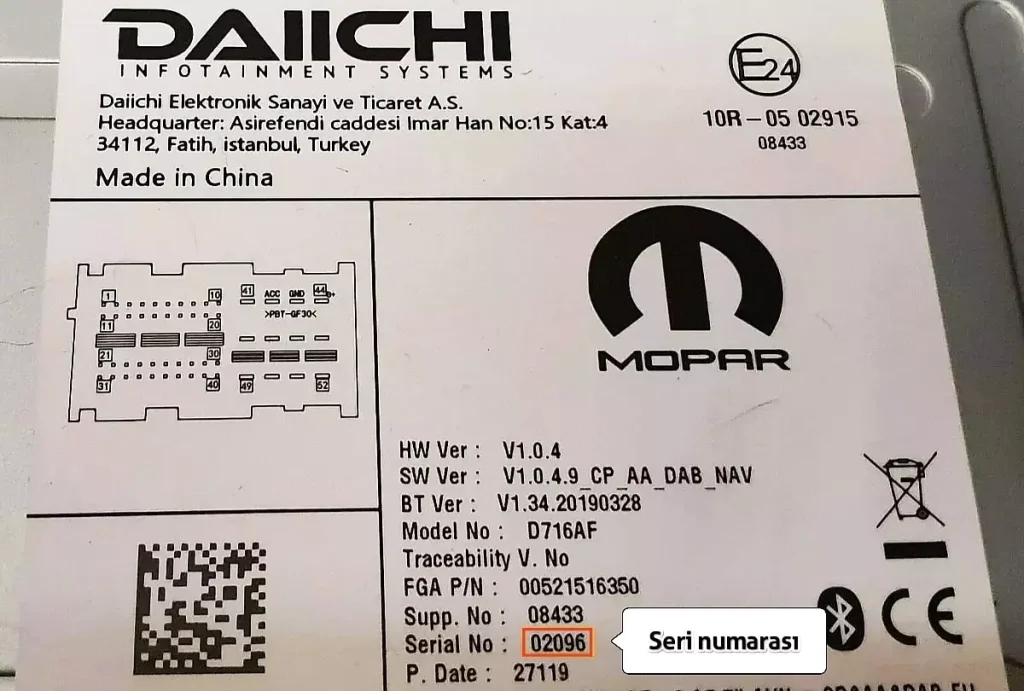 DAIICHI
INFOTAINMENT SYSTEMS
Daiichi Elektronik Sanayi ve Ticaret A.S.
Headquarter: Asirefendi caddesi Imar Han No:15 Kat:4
34112, Fatih, istanbul, Turkey
Made in China
E24
10R-05 02915
08433
1 10 41 ACC GND 44 B+
>PBT-GF30<
11 20
21 30
31 40 49 52
MOPAR
HW Ver : V1.0.4
SW Ver : V1.0.4.9_CP_AA_DAB_NAV
BT Ver : V1.34.20190328
Model No : D716AF
Traceability V. No
FGA P/N : 00521516350
Supp. No : 08433
Serial No : 02096
Seri numarası
P. Date : 27119
CE